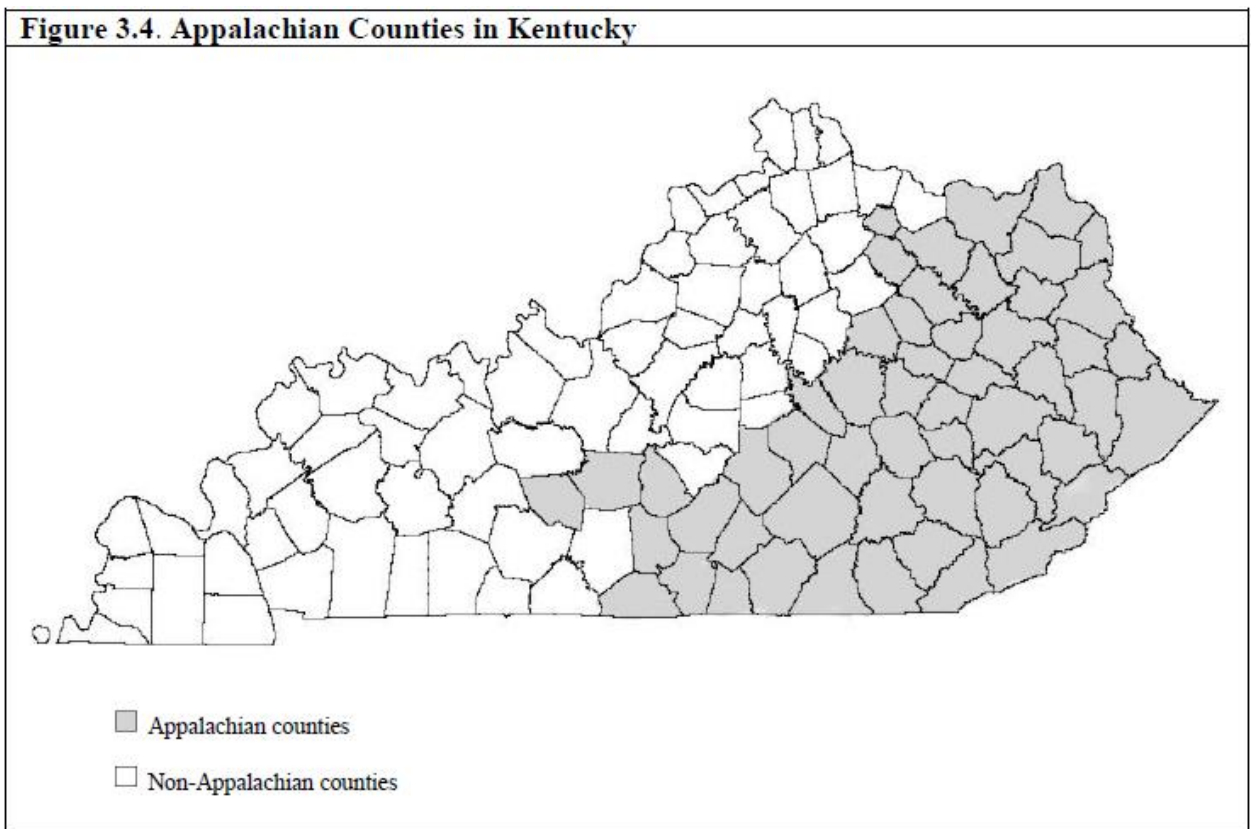 Figure 3.4. Appalachian Counties in Kentucky
Appalachian counties
Non-Appalachian counties